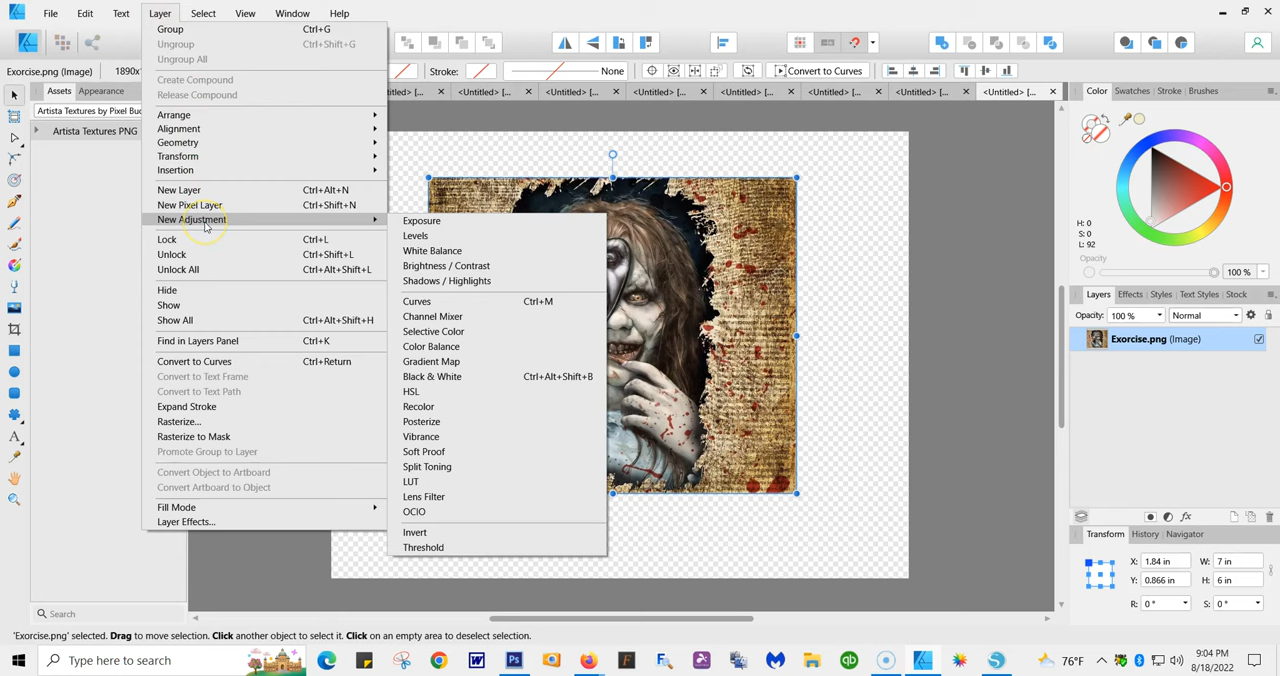 File Edit Text Layer Select View Window Help
Exorcise.png (Image) 1890x
Stroke: None Convert to Curves
Assets Appearance
<Untitled> [... <Untitled> [... <Untitled> [... <Untitled> [... <Untitled> [... <Untitled> [... <Untitled> [...
Artista Textures by Pixel Buc
Artista Textures PNG
Group Ctrl+G
Ungroup Ctrl+Shift+G
Ungroup All
Create Compound
Release Compound
Arrange
Alignment
Geometry
Transform
Insertion
New Layer Ctrl+Alt+N
New Pixel Layer Ctrl+Shift+N
New Adjustment
Lock Ctrl+L
Unlock Ctrl+Shift+L
Unlock All Ctrl+Alt+Shift+L
Hide
Show
Show All Ctrl+Alt+Shift+H
Find in Layers Panel Ctrl+K
Convert to Curves Ctrl+Return
Convert to Text Frame
Convert to Text Path
Expand Stroke
Rasterize...
Rasterize to Mask
Promote Group to Layer
Convert Object to Artboard
Convert Artboard to Object
Fill Mode
Layer Effects...
Exposure
Levels
White Balance
Brightness / Contrast
Shadows / Highlights
Curves Ctrl+M
Channel Mixer
Selective Color
Color Balance
Gradient Map
Black & White Ctrl+Alt+Shift+B
HSL
Recolor
Posterize
Vibrance
Soft Proof
Split Toning
LUT
Lens Filter
OCIO
Invert
Threshold
Color Swatches Stroke Brushes
H: 0
S: 0
L: 92
Opacity
100 %
Layers Effects Styles Text Styles Stock
Opacity: 100 % Normal
Exorcise.png (Image)
Transform History Navigator
X: 1.84 in W: 7 in
Y: 0.866 in H: 6 in
R: 0 ° S: 0 °
Search
'Exorcise.png' selected. Drag to move selection. Click another object to select it. Click on an empty area to deselect selection.
Type here to search
76°F
9:04 PM
8/18/2022